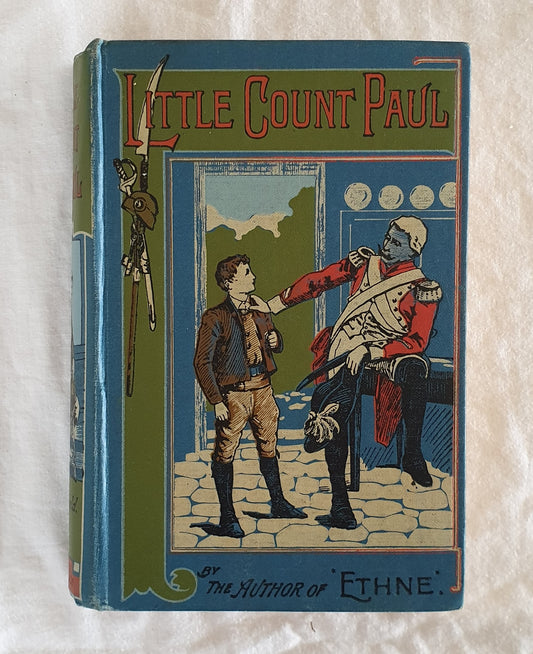 LITTLE COUNT PAUL
BY
THE AUTHOR OF "ETHNE".